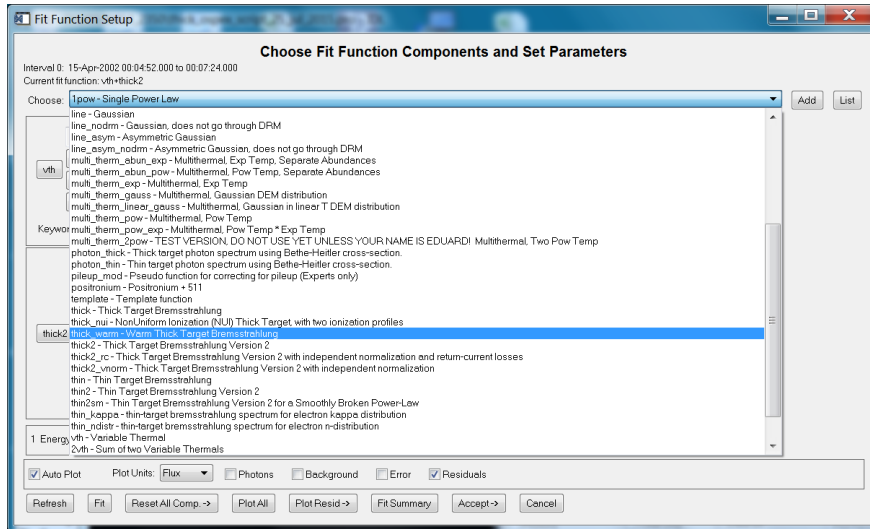 Fit Function Setup
Choose Fit Function Components and Set Parameters
Interval 0: 15-Apr-2002 00:04:52.000 to 00:07:24.000
Current fit function: vth+thick2
Choose: 1pow - Single Power Law Add List
line - Gaussian
line_nodrm - Gaussian, does not go through DRM
line_asym - Asymmetric Gaussian
line_asym_nodrm - Asymmetric Gaussian, does not go through DRM
multi_therm_abun_exp - Multithermal, Exp Temp, Separate Abundances
vth multi_therm_abun_pow - Multithermal, Pow Temp, Separate Abundances
multi_therm_exp - Multithermal, Exp Temp
multi_therm_gauss - Multithermal, Gaussian DEM distribution
multi_therm_linear_gauss - Multithermal, Gaussian in linear T DEM distribution
multi_therm_pow - Multithermal, Pow Temp
Keywor multi_therm_pow_exp - Multithermal, Pow Temp * Exp Temp
multi_therm_2pow - TEST VERSION, DO NOT USE YET UNLESS YOUR NAME IS EDUARD! Multithermal, Two Pow Temp
photon_thick - Thick target photon spectrum using Bethe-Heitler cross-section.
photon_thin - Thin target photon spectrum using Bethe-Heitler cross-section.
pileup_mod - Pseudo function for correcting for pileup (Experts only)
positronium - Positronium + 511
template - Template function
thick - Thick Target Bremsstrahlung
thick_nui - NonUniform Ionization (NUI) Thick Target, with two ionization profiles
thick2 thick_warm - Warm Thick Target Bremsstrahlung
thick2 - Thick Target Bremsstrahlung Version 2
thick2_rc - Thick Target Bremsstrahlung Version 2 with independent normalization and return-current losses
thick2_vnorm - Thick Target Bremsstrahlung Version 2 with independent normalization
thin - Thin Target Bremsstrahlung
thin2 - Thin Target Bremsstrahlung Version 2
thin2sm - Thin Target Bremsstrahlung Version 2 for a Smoothly Broken Power-Law
thin_kappa - thin-target bremsstrahlung spectrum for electron kappa distribution
thin_ndistr - thin-target bremsstrahlung spectrum for electron n-distribution
1 Energy vth - Variable Thermal
2vth - Sum of two Variable Thermals
Auto Plot Plot Units: Flux Photons Background Error Residuals
Refresh Fit Reset All Comp. -> Plot All Plot Resid -> Fit Summary Accept -> Cancel